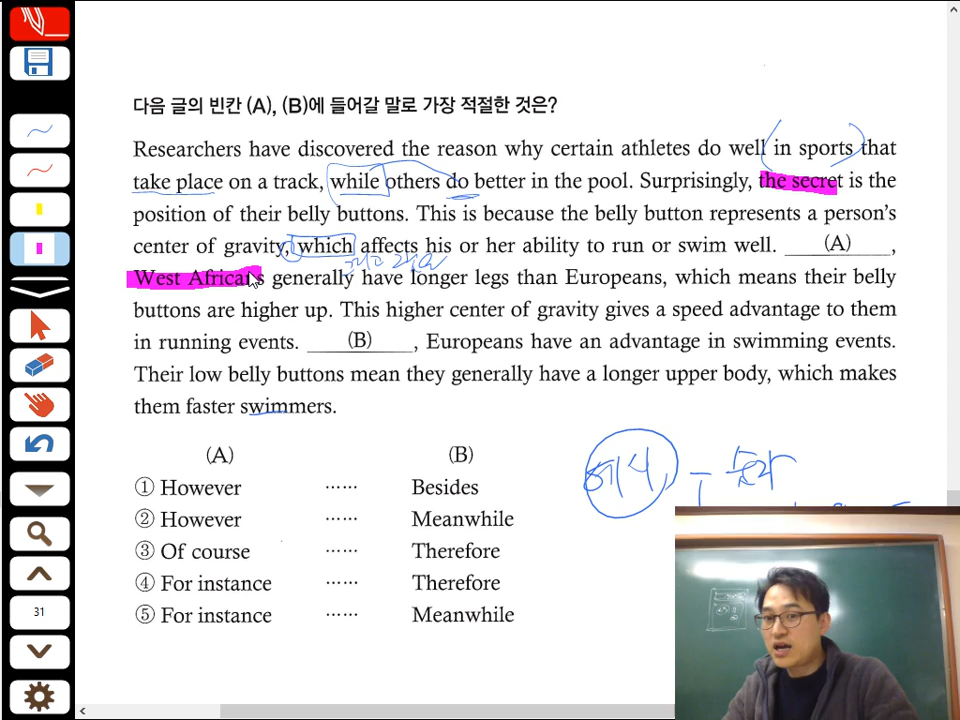 다음 글의 빈칸 (A), (B)에 들어갈 말로 가장 적절한 것은?
Researchers have discovered the reason why certain athletes do well in sports that
take place on a track, while others do better in the pool. Surprisingly, the secret is the
position of their belly buttons. This is because the belly button represents a person's
center of gravity, which affects his or her ability to run or swim well. (A) ,
West Africans generally have longer legs than Europeans, which means their belly
buttons are higher up. This higher center of gravity gives a speed advantage to them
in running events. (B) , Europeans have an advantage in swimming events.
Their low belly buttons mean they generally have a longer upper body, which makes
them faster swimmers.
(A) (B)
① However …… Besides
② However …… Meanwhile
③ Of course …… Therefore
④ For instance …… Therefore
⑤ For instance …… Meanwhile
31